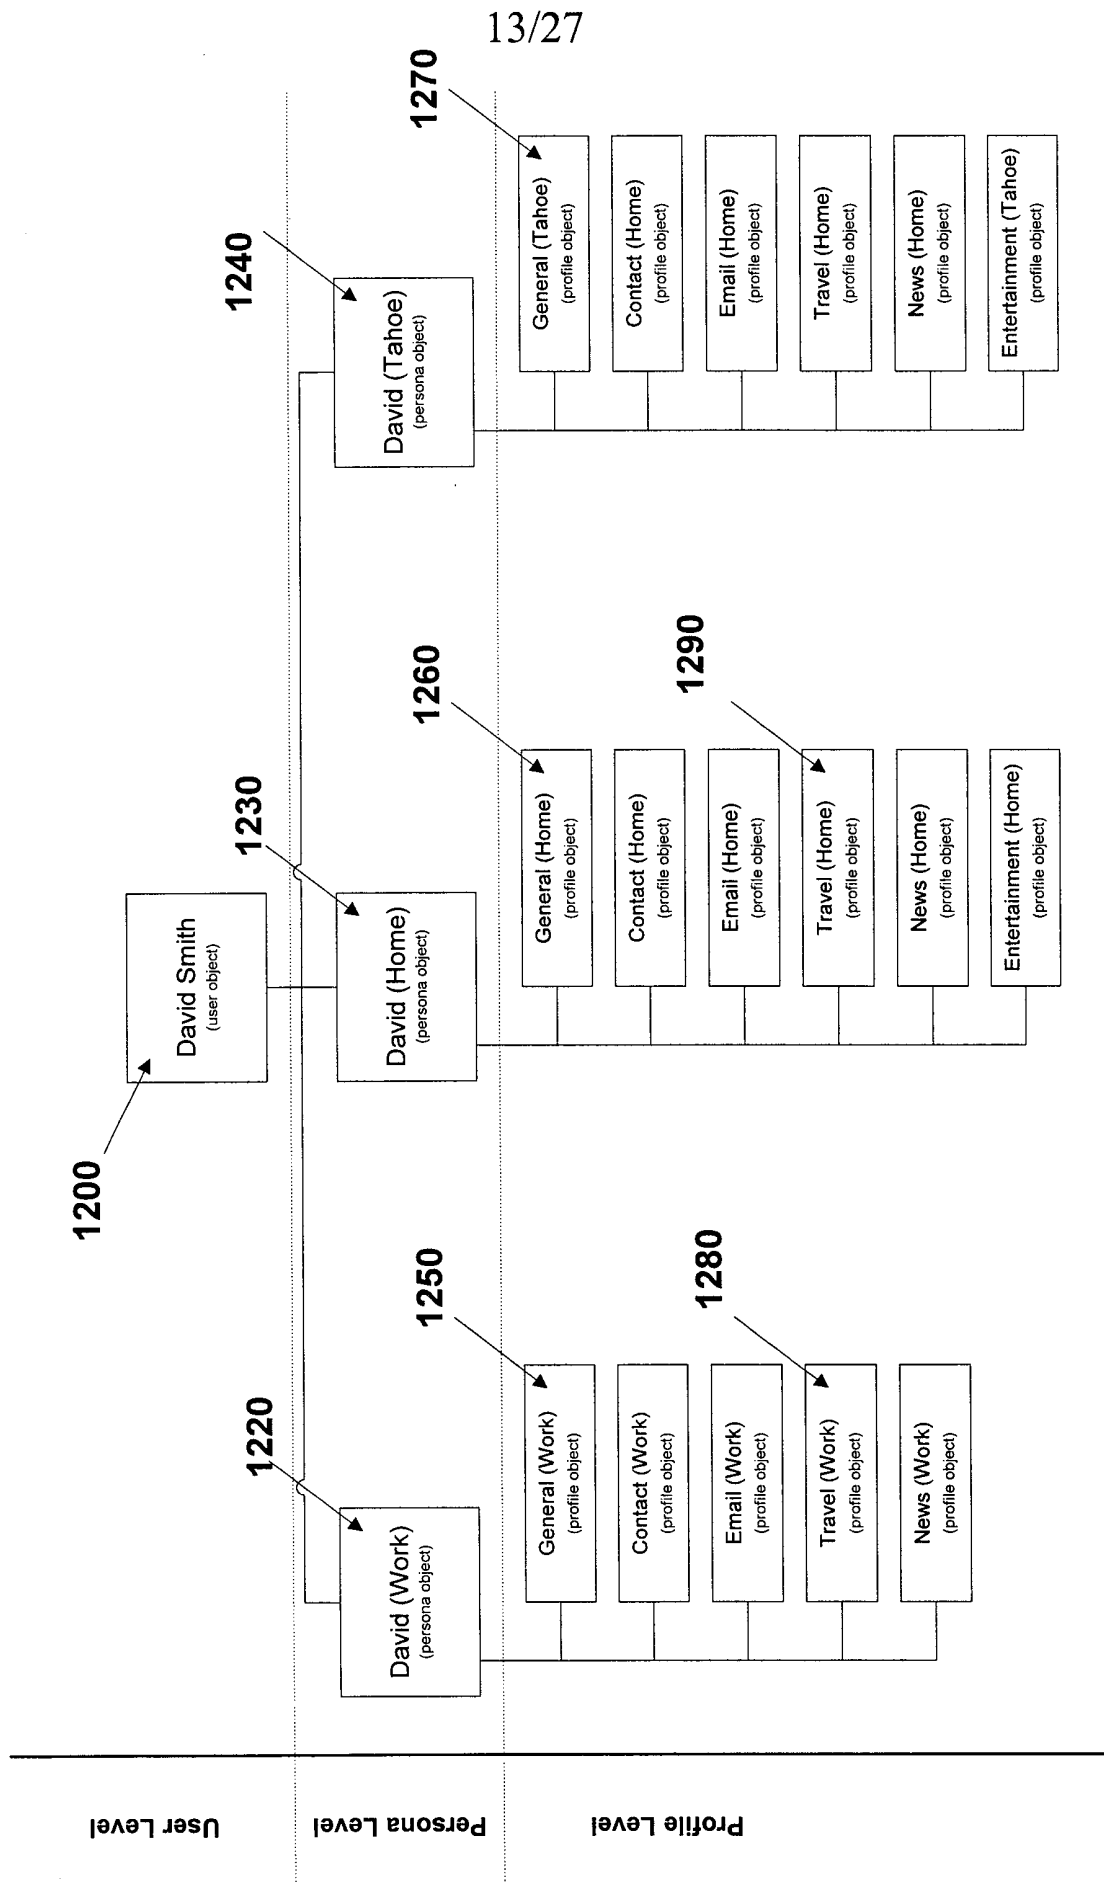 13/27
User Level
1200
David Smith
(user object)
Persona Level
1220
David (Work)
(persona object)
1230
David (Home)
(persona object)
1240
David (Tahoe)
(persona object)
Profile Level
1250
General (Work)
(profile object)
Contact (Work)
(profile object)
Email (Work)
(profile object)
1280
Travel (Work)
(profile object)
News (Work)
(profile object)
1260
General (Home)
(profile object)
Contact (Home)
(profile object)
Email (Home)
(profile object)
1290
Travel (Home)
(profile object)
News (Home)
(profile object)
Entertainment (Home)
(profile object)
1270
General (Tahoe)
(profile object)
Contact (Home)
(profile object)
Email (Home)
(profile object)
Travel (Home)
(profile object)
News (Home)
(profile object)
Entertainment (Tahoe)
(profile object)